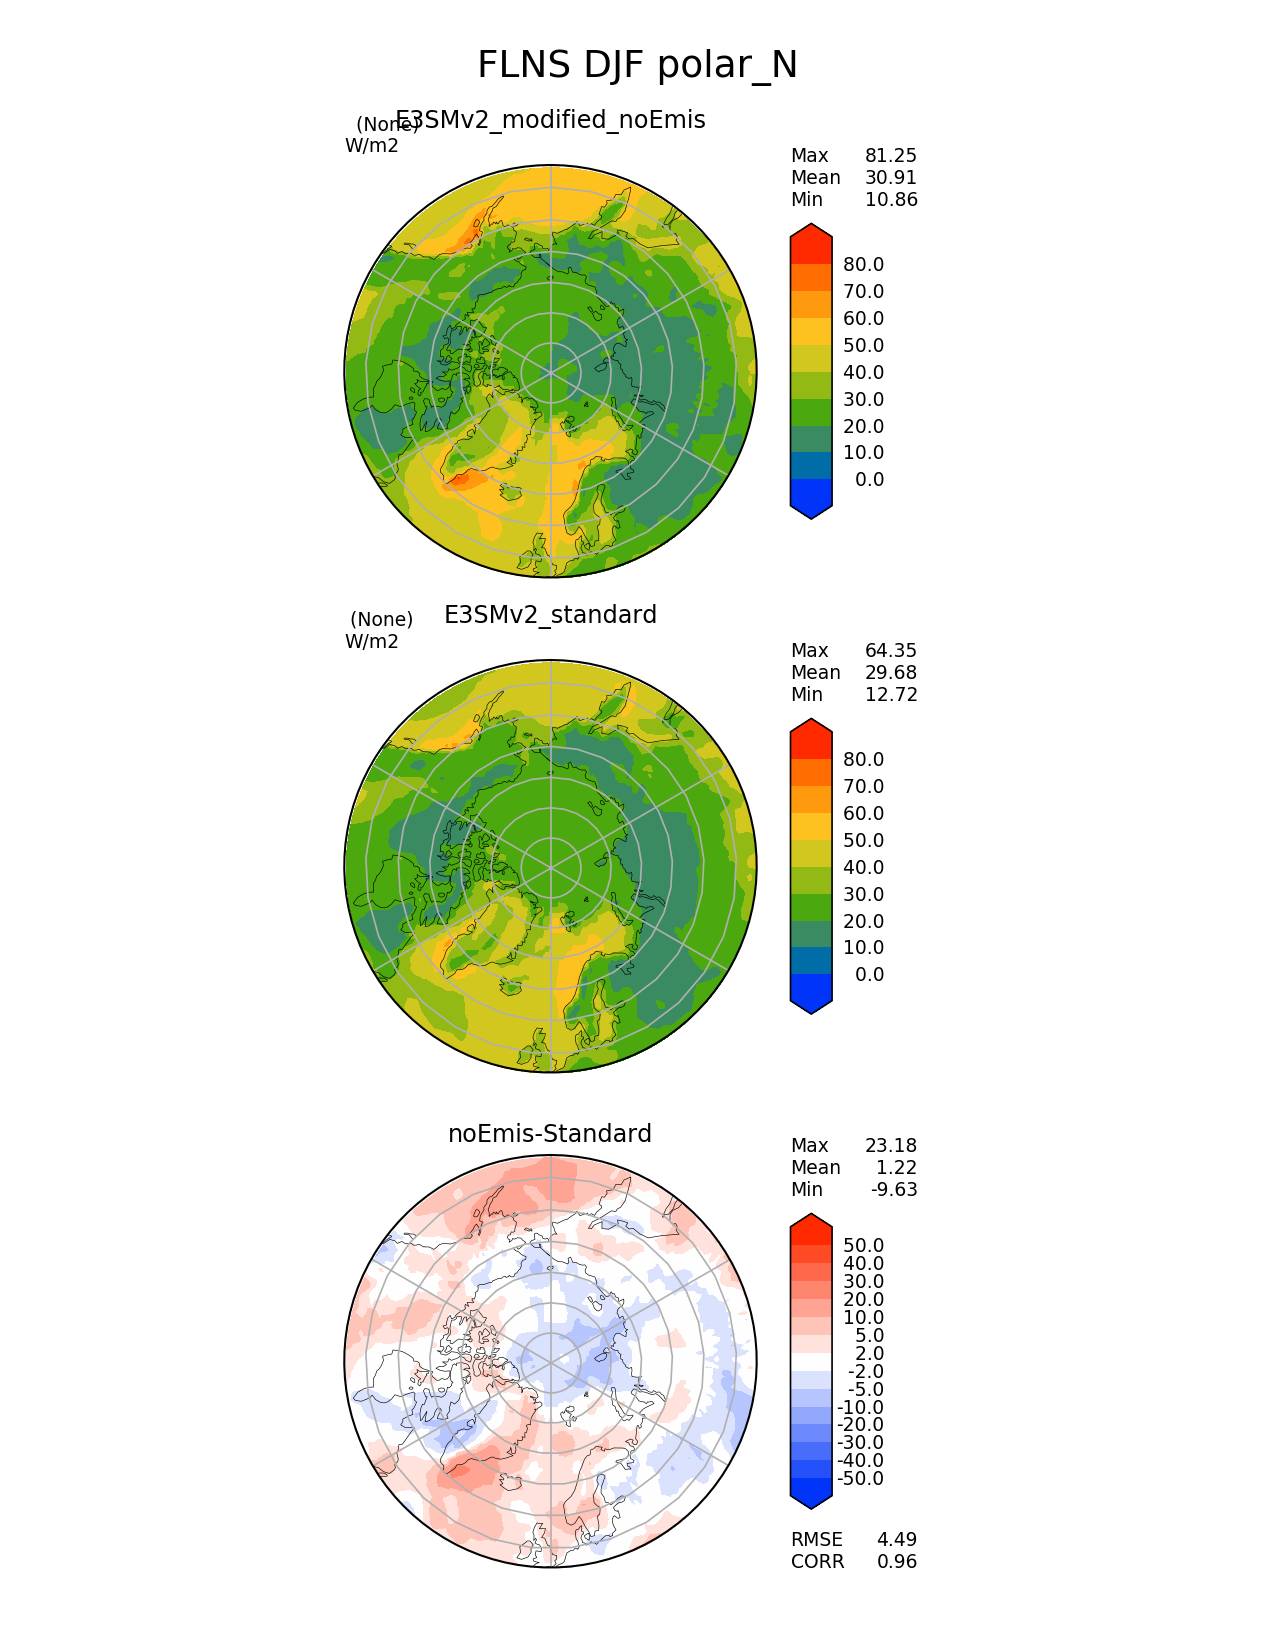 FLNS DJF polar_N
E3SMv2_modified_noEmis
(None)
W/m2
Max 81.25
Mean 30.91
Min 10.86
80.0
70.0
60.0
50.0
40.0
30.0
20.0
10.0
0.0
(None)
E3SMv2_standard
W/m2
Max 64.35
Mean 29.68
Min 12.72
80.0
70.0
60.0
50.0
40.0
30.0
20.0
10.0
0.0
noEmis-Standard
Max 23.18
Mean 1.22
Min -9.63
50.0
40.0
30.0
20.0
10.0
5.0
2.0
-2.0
-5.0
-10.0
-20.0
-30.0
-40.0
-50.0
RMSE 4.49
CORR 0.96